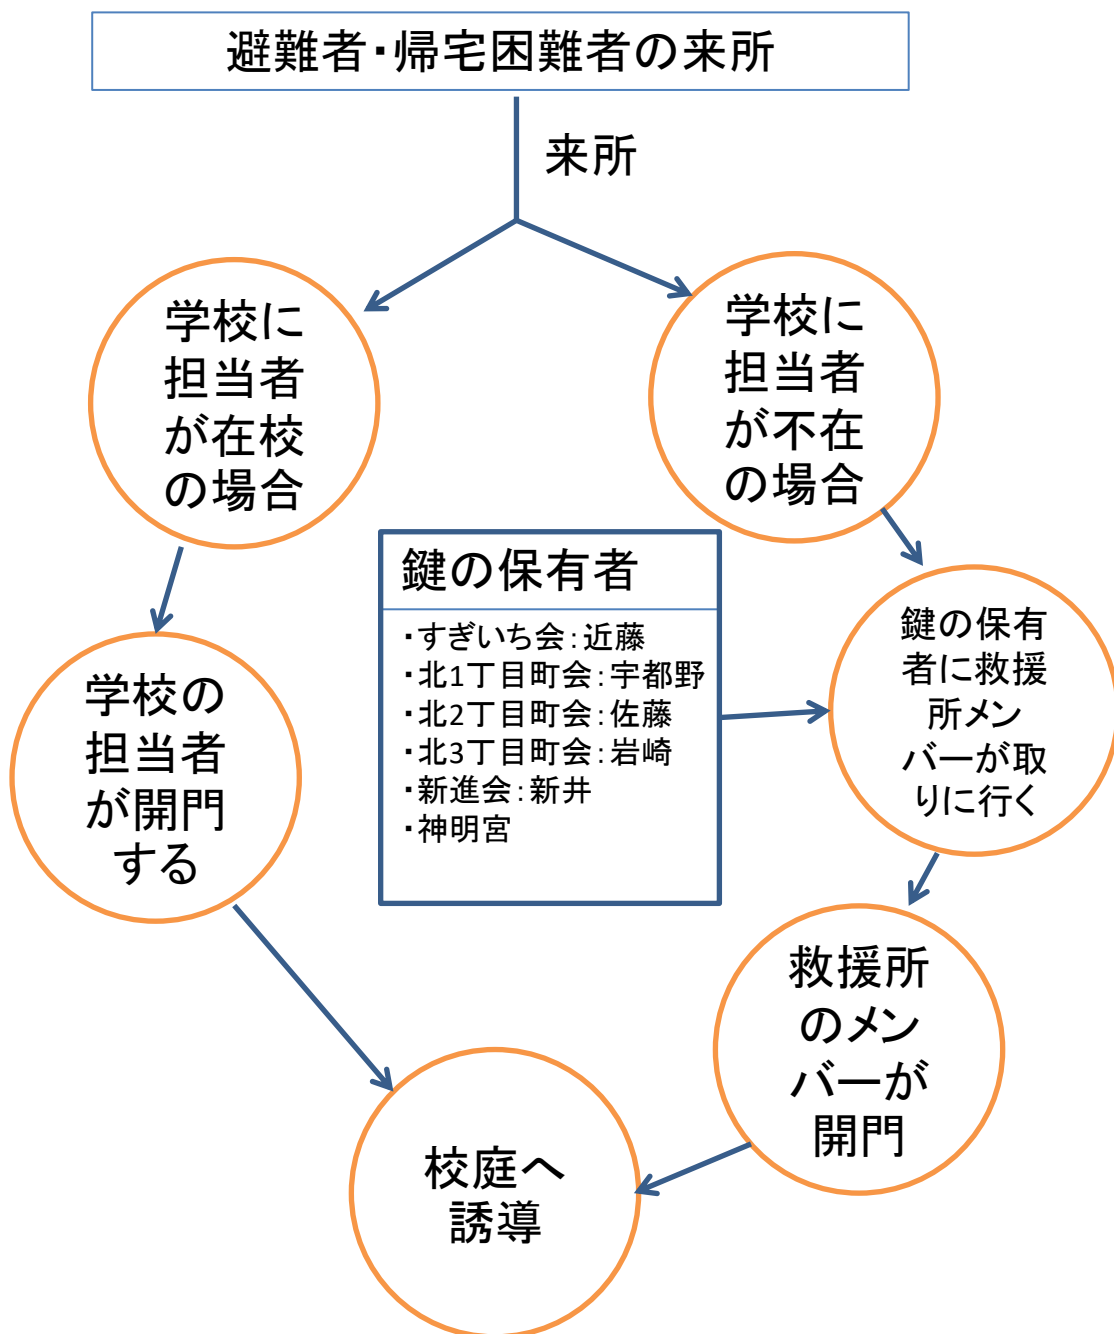 避難者・帰宅困難者の来所
来所
学校に
担当者
が在校
の場合
学校に
担当者
が不在
の場合
鍵の保有者
・すぎいち会：近藤
・北1丁目町会：宇都野
・北2丁目町会：佐藤
・北3丁目町会：岩崎
・新進会：新井
・神明宮
鍵の保有
者に救援
所メン
バーが取
りに行く
学校の
担当者
が開門
する
救援所
のメン
バーが
開門
校庭へ
誘導